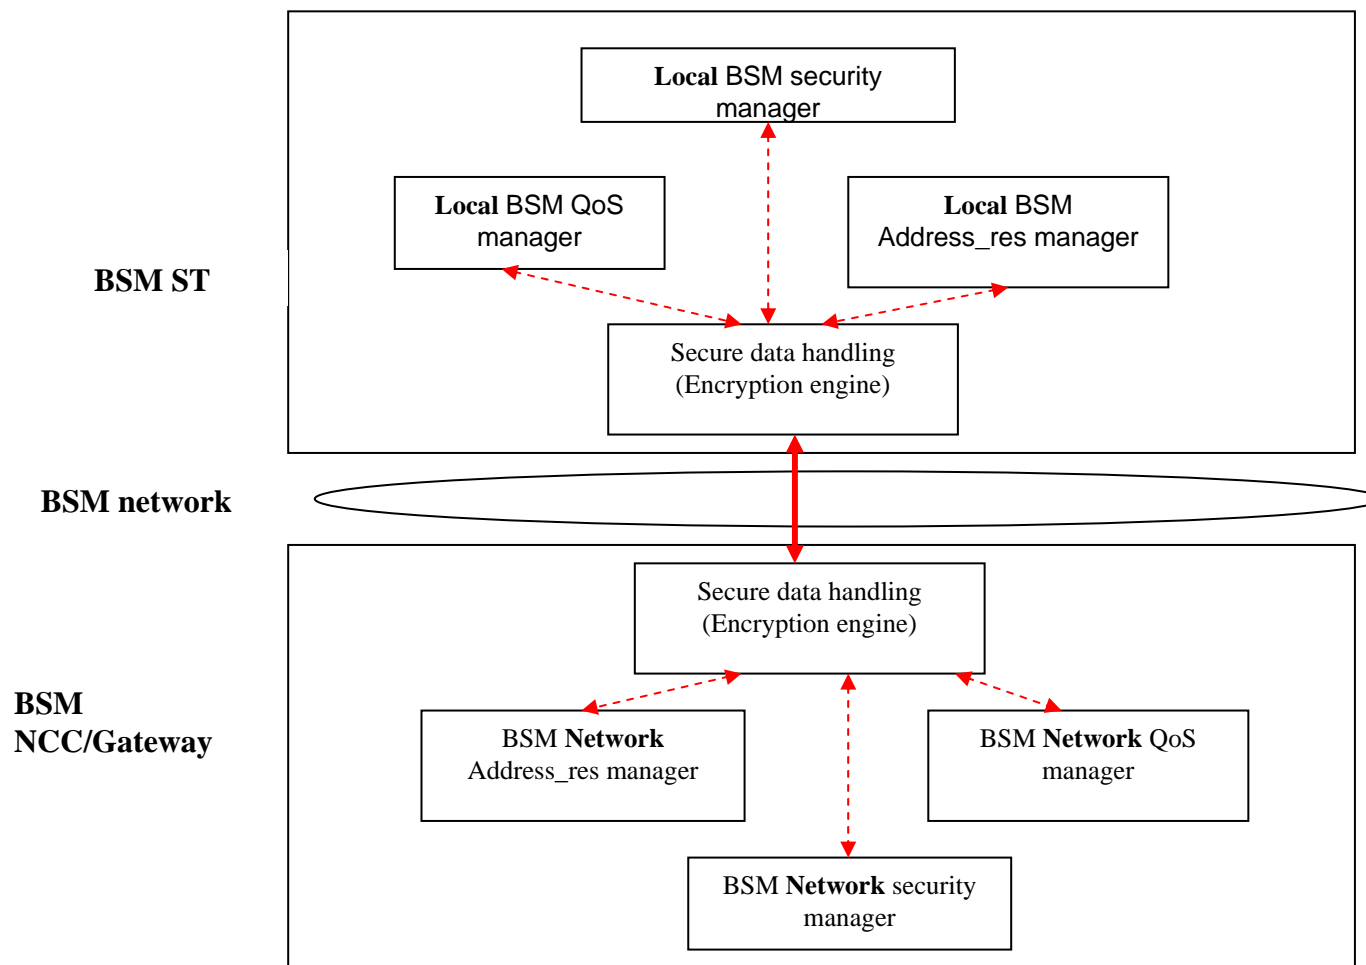 Local BSM security
manager
Local BSM QoS
manager
Local BSM
Address_res manager
BSM ST
Secure data handling
(Encryption engine)
BSM network
Secure data handling
(Encryption engine)
BSM
NCC/Gateway
BSM Network
Address_res manager
BSM Network QoS
manager
BSM Network security
manager